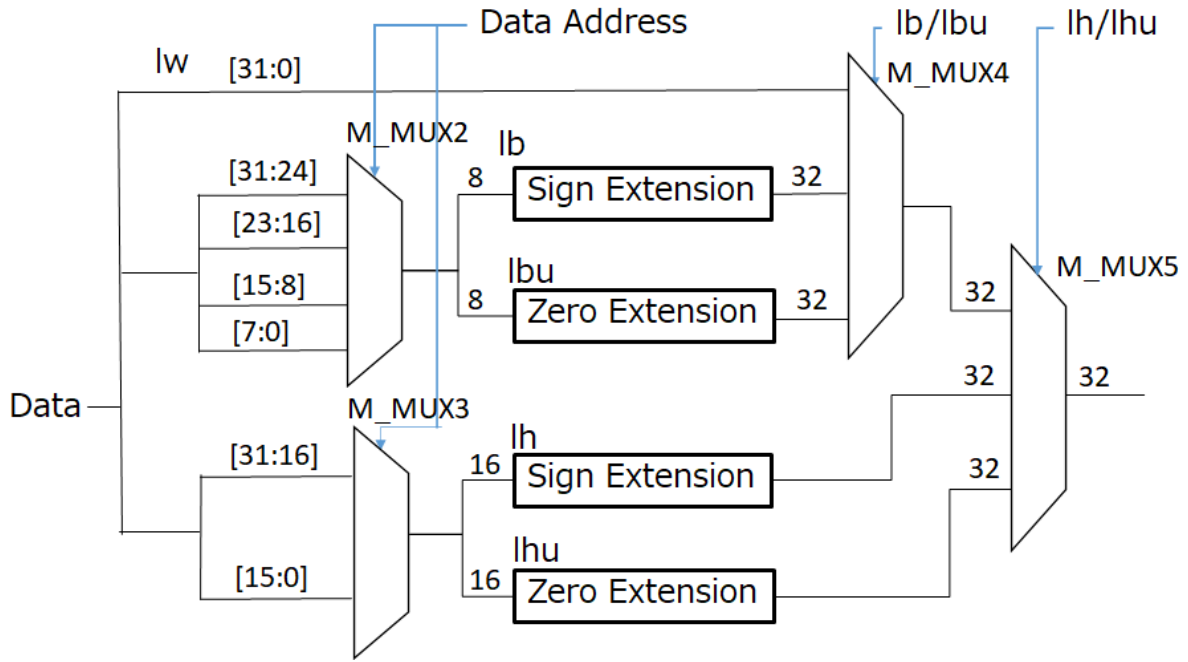 Data Address
lb/lbu
lh/lhu
lw
[31:0]
M_MUX4
M_MUX2
lb
[31:24]
8
Sign Extension
32
[23:16]
lbu
M_MUX5
[15:8]
8
Zero Extension
32
32
[7:0]
Data
32
32
M_MUX3
lh
[31:16]
16
Sign Extension
32
lhu
[15:0]
16
Zero Extension